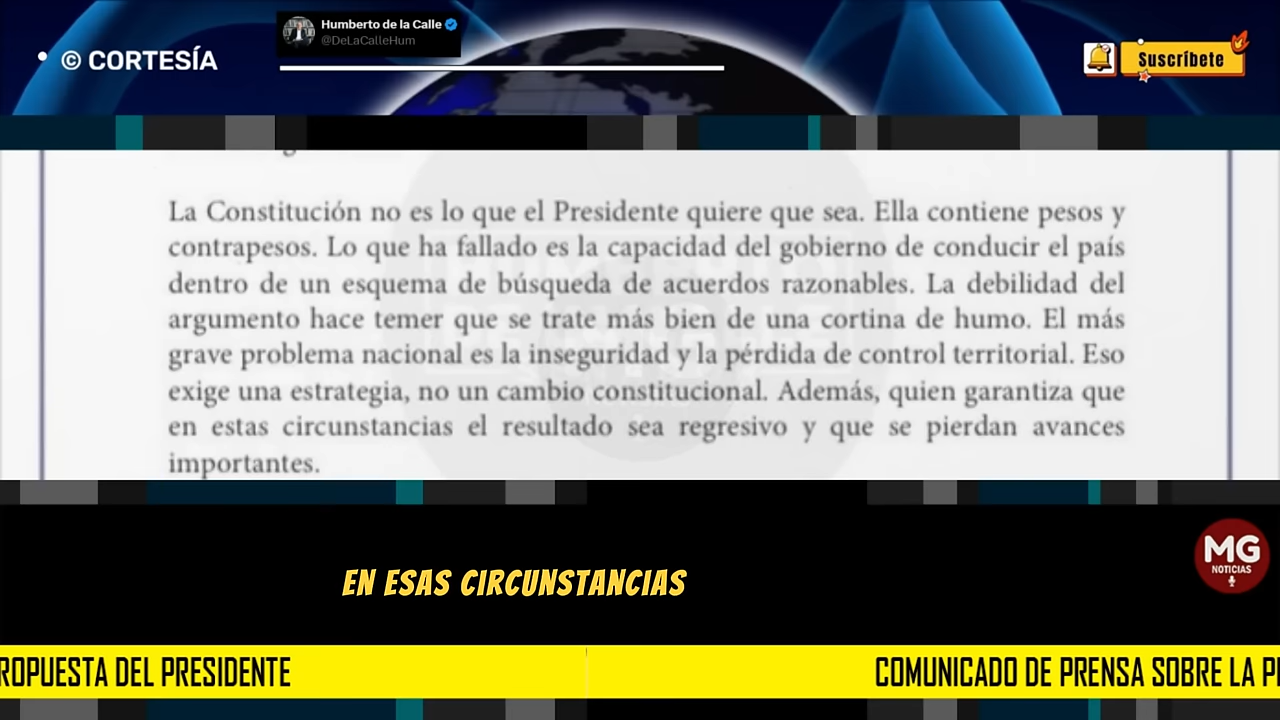 Humberto de la Calle
@DeLaCalleHum
© CORTESÍA
Suscríbete
La Constitución no es lo que el Presidente quiere que sea. Ella contiene pesos y
contrapesos. Lo que ha fallado es la capacidad del gobierno de conducir el país
dentro de un esquema de búsqueda de acuerdos razonables. La debilidad del
argumento hace temer que se trate más bien de una cortina de humo. El más
grave problema nacional es la inseguridad y la pérdida de control territorial. Eso
exige una estrategia, no un cambio constitucional. Además, quien garantiza que
en estas circunstancias el resultado sea regresivo y que se pierdan avances
importantes.
MG
NOTICIAS
EN ESAS CIRCUNSTANCIAS
ROPUESTA DEL PRESIDENTE
COMUNICADO DE PRENSA SOBRE LA P